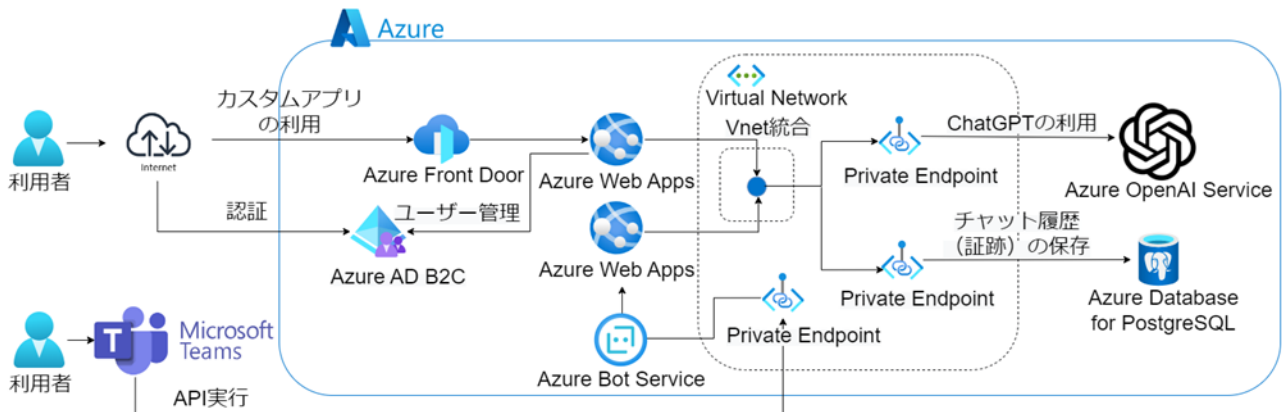 Azure
カスタムアプリ
の利用
Virtual Network
Vnet統合
ChatGPTの利用
利用者
Internet
Azure Front Door
Azure Web Apps
Private Endpoint
Azure OpenAI Service
認証
ユーザー管理
チャット履歴
（証跡）の保存
Azure AD B2C
Azure Web Apps
Private Endpoint
Azure Database
for PostgreSQL
Microsoft
Teams
T
Private Endpoint
利用者
Azure Bot Service
API実行